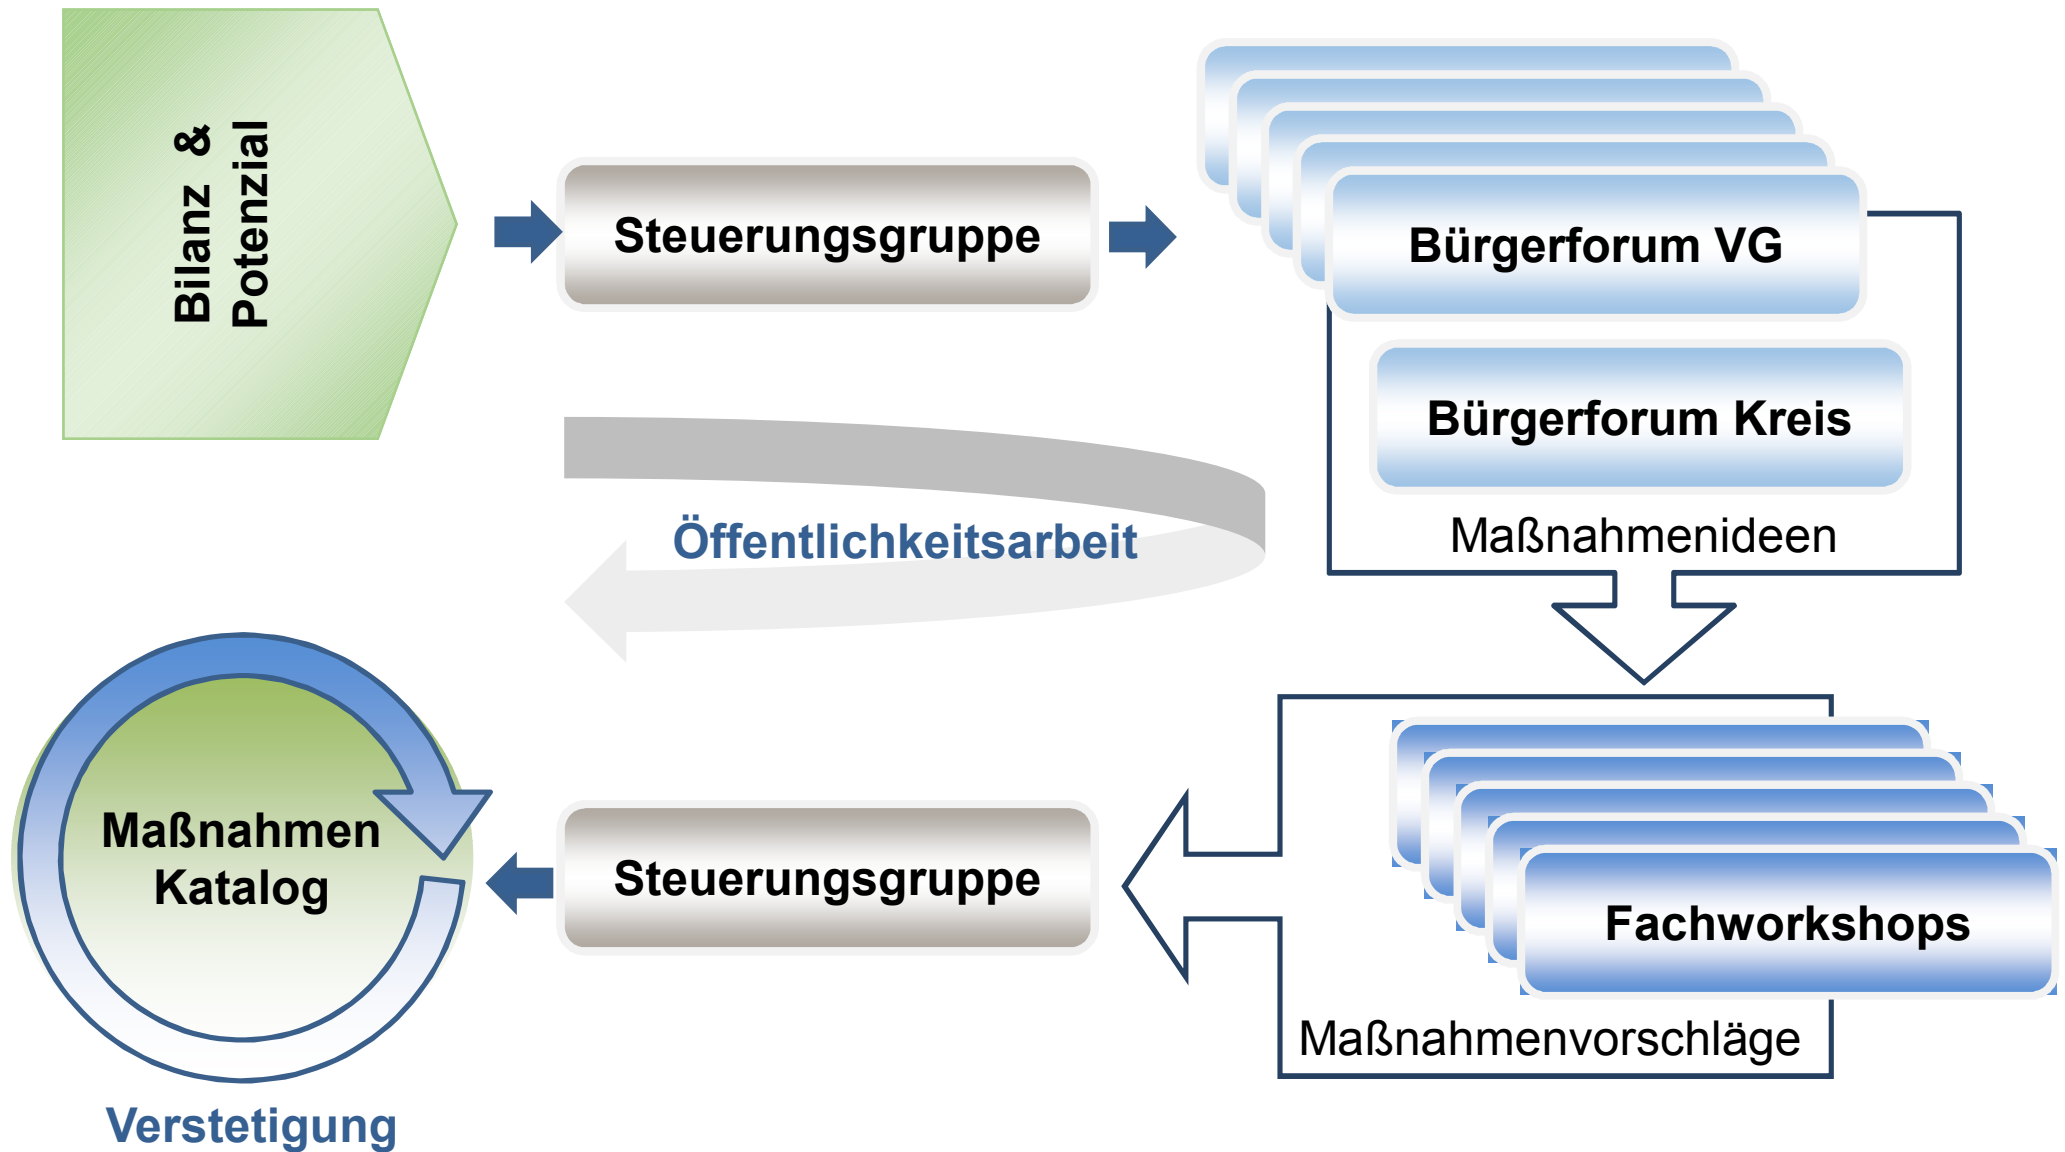 Bilanz &
Potenzial
Steuerungsgruppe
Bürgerforum VG
Bürgerforum Kreis
Maßnahmenideen
Öffentlichkeitsarbeit
Fachworkshops
Maßnahmenvorschläge
Steuerungsgruppe
Maßnahmen
Katalog
Verstetigung